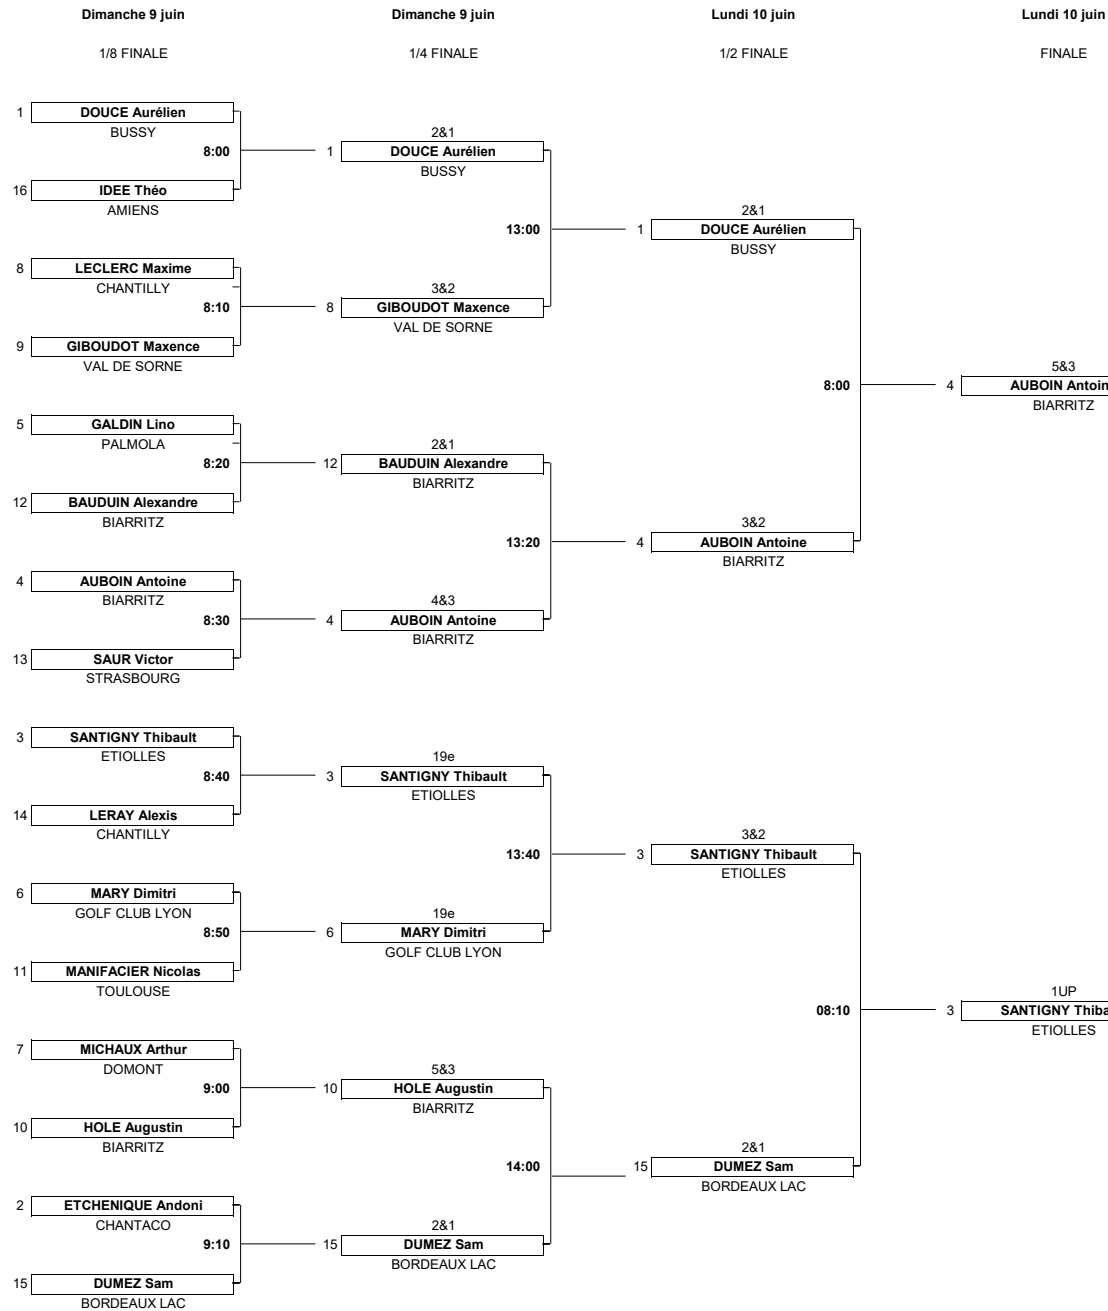 Dimanche 9 juin
Dimanche 9 juin
Lundi 10 juin
Lundi 10 juin
1/8 FINALE
1/4 FINALE
1/2 FINALE
FINALE
1 DOUCE Aurélien
BUSSY
8:00
16 IDEE Théo
AMIENS
8 LECLERC Maxime
CHANTILLY
8:10
9 GIBOUDOT Maxence
VAL DE SORNE
5 GALDIN Lino
PALMOLA
8:20
12 BAUDUIN Alexandre
BIARRITZ
4 AUBOIN Antoine
BIARRITZ
8:30
13 SAUR Victor
STRASBOURG
3 SANTIGNY Thibault
ETIOLLES
8:40
14 LERAY Alexis
CHANTILLY
6 MARY Dimitri
GOLF CLUB LYON
8:50
11 MANIFACIER Nicolas
TOULOUSE
7 MICHAUX Arthur
DOMONT
9:00
10 HOLE Augustin
BIARRITZ
2 ETCHENIQUE Andoni
CHANTACO
9:10
15 DUMEZ Sam
BORDEAUX LAC
2&1
1 DOUCE Aurélien
BUSSY
13:00
3&2
8 GIBOUDOT Maxence
VAL DE SORNE
2&1
12 BAUDUIN Alexandre
BIARRITZ
13:20
4&3
4 AUBOIN Antoine
BIARRITZ
19e
3 SANTIGNY Thibault
ETIOLLES
13:40
19e
6 MARY Dimitri
GOLF CLUB LYON
5&3
10 HOLE Augustin
BIARRITZ
14:00
2&1
15 DUMEZ Sam
BORDEAUX LAC
2&1
1 DOUCE Aurélien
BUSSY
8:00
3&2
4 AUBOIN Antoine
BIARRITZ
3&2
3 SANTIGNY Thibault
ETIOLLES
08:10
2&1
15 DUMEZ Sam
BORDEAUX LAC
5&3
4 AUBOIN Antoin
BIARRITZ
1UP
3 SANTIGNY Thiba
ETIOLLES